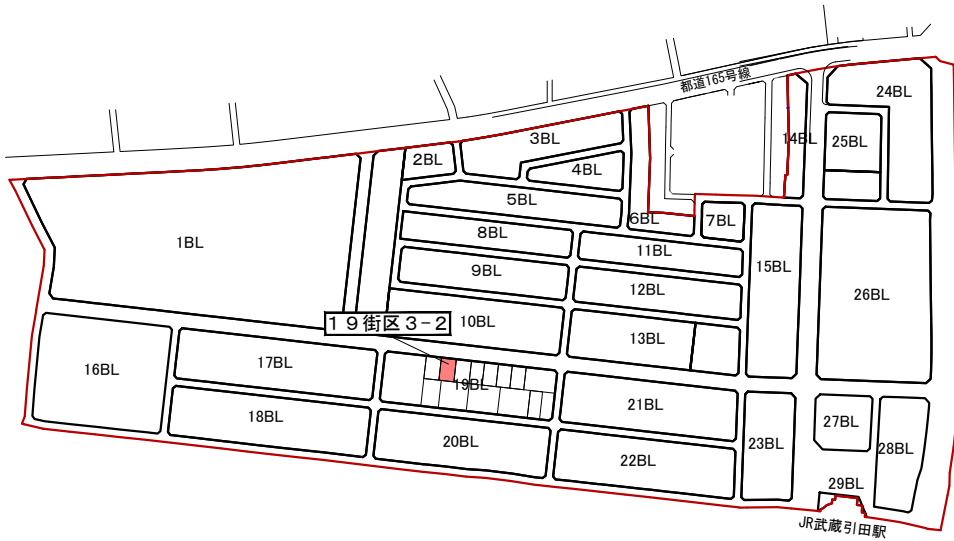 都道165号線
24BL
3BL
14BL
25BL
2BL
4BL
5BL
6BL
7BL
8BL
1BL
11BL
9BL
15BL
12BL
26BL
10BL
19街区3-2
13BL
17BL
16BL
19BL
21BL
18BL
27BL
20BL
23BL
28BL
22BL
29BL
JR武蔵引田駅